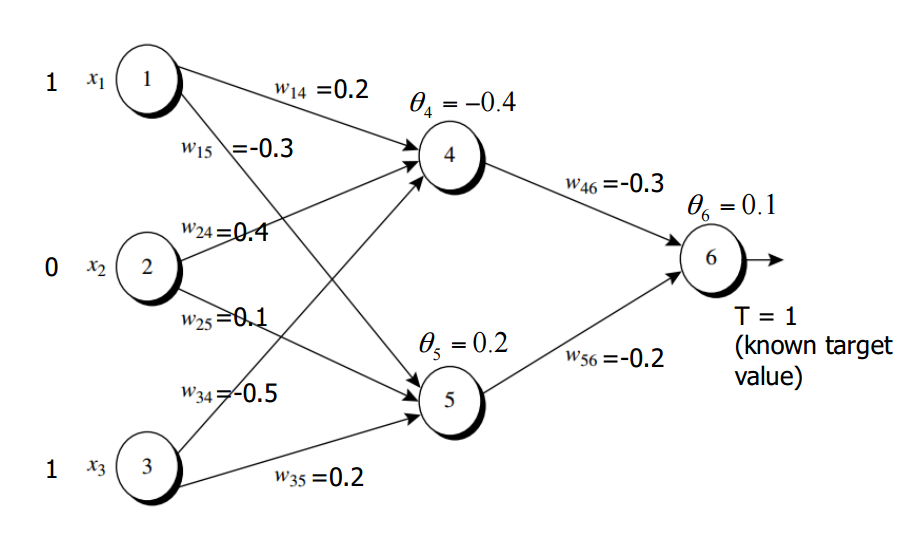 1 x₁ 1
w₁₄ =0.2
θ₄ = −0.4
w₁₅ =-0.3
4
w₄₆ =-0.3
θ₆ = 0.1
w₂₄ =0.4
0 x₂ 2
6
w₂₅ =0.1
T = 1
(known target
value)
θ₅ = 0.2
w₅₆ =-0.2
w₃₄ =-0.5
5
1 x₃ 3
w₃₅ =0.2